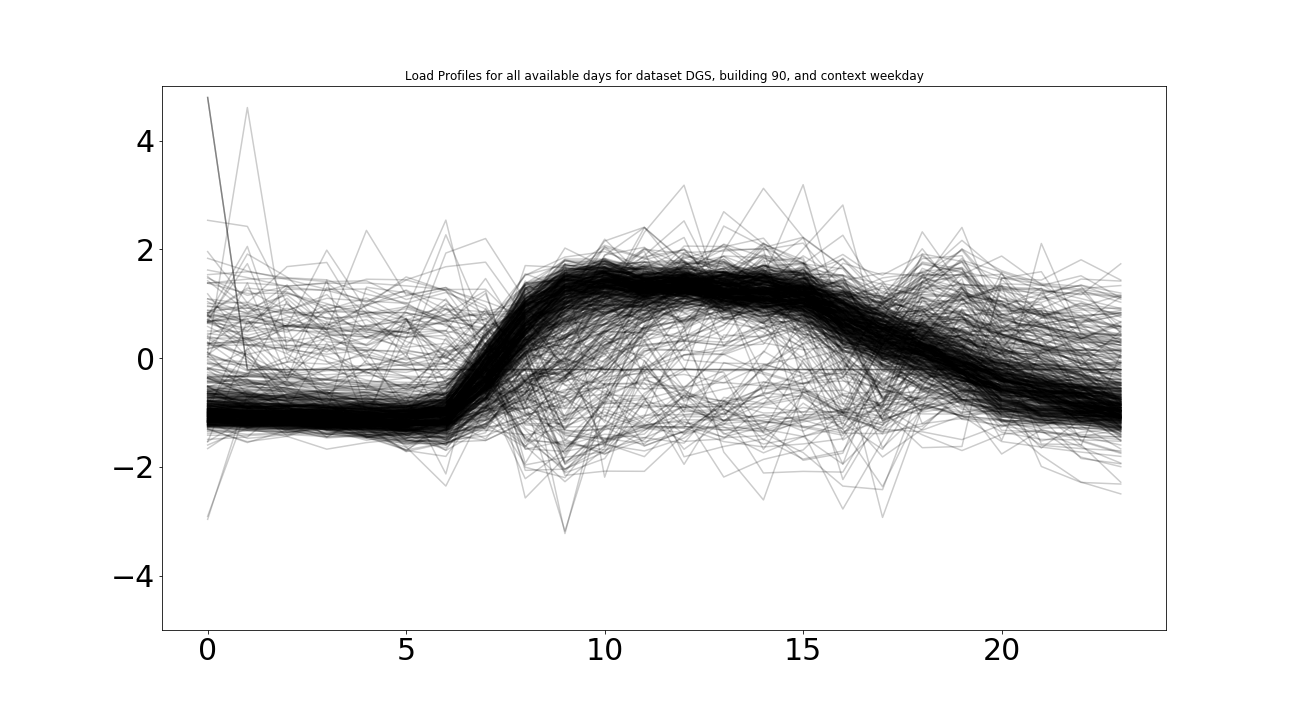 Load Profiles for all available days for dataset DGS, building 90, and context weekday
4
2
0
−2
−4
0 5 10 15 20